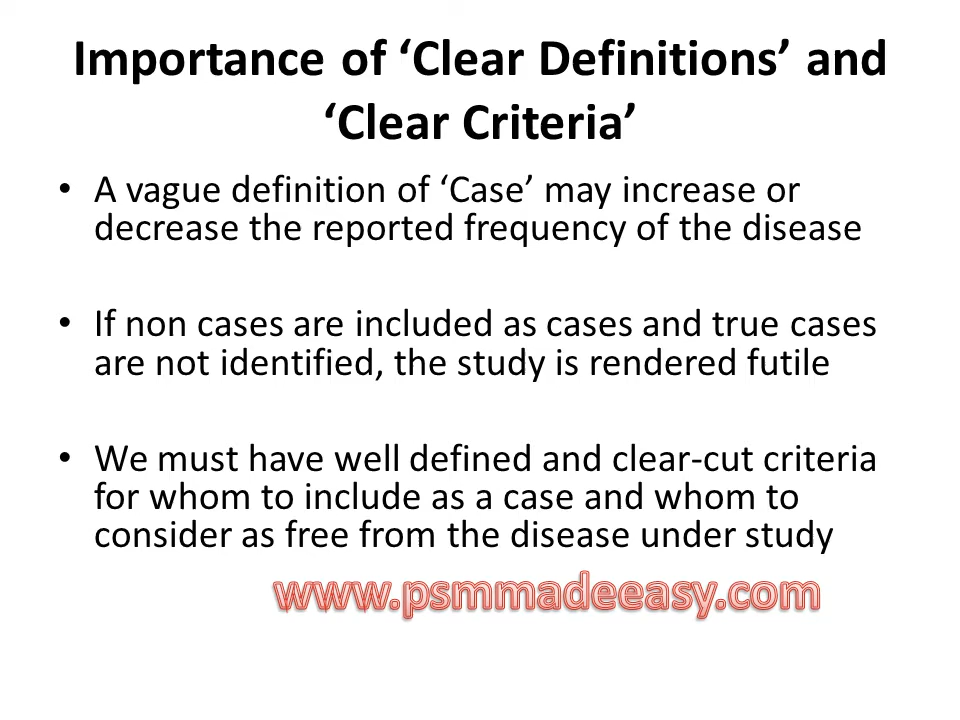 Importance of ‘Clear Definitions’ and
‘Clear Criteria’
• A vague definition of ‘Case’ may increase or
decrease the reported frequency of the disease
• If non cases are included as cases and true cases
are not identified, the study is rendered futile
• We must have well defined and clear-cut criteria
for whom to include as a case and whom to
consider as free from the disease under study
www.psmmadeeasy.com